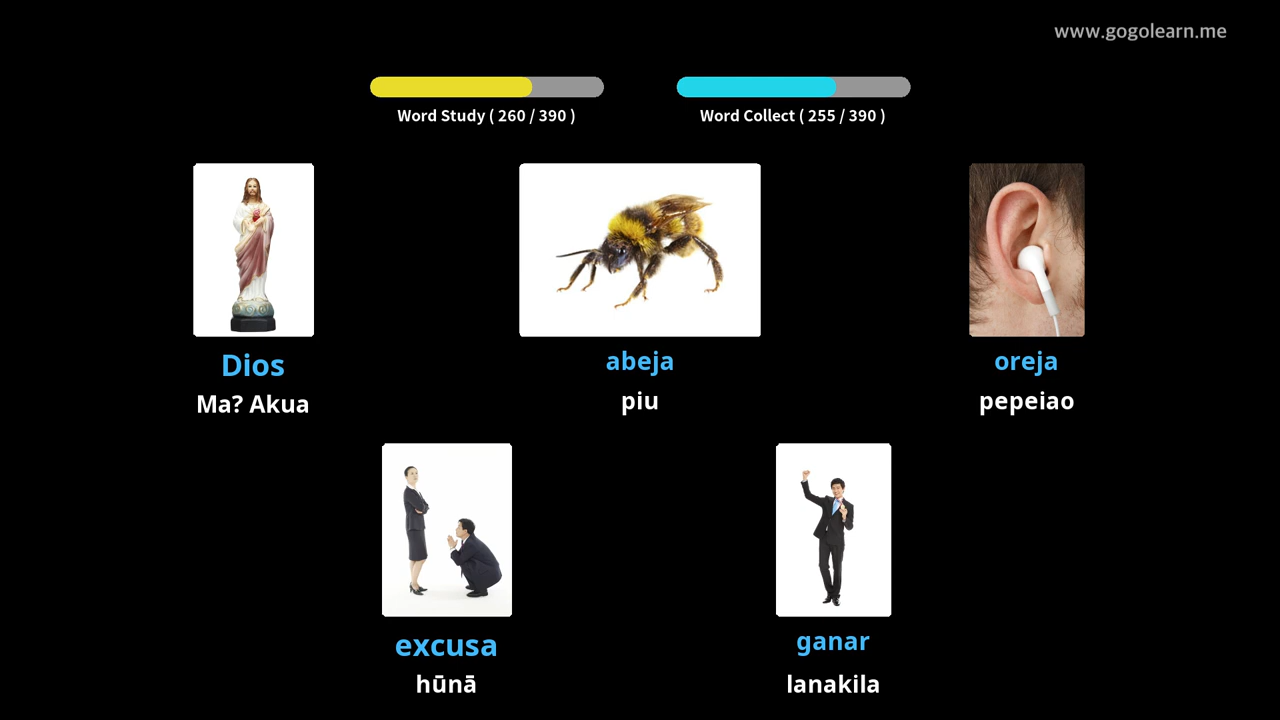 www.gogolearn.me
Word Study ( 260 / 390 )
Word Collect ( 255 / 390 )
Dios
Ma? Akua
abeja
piu
oreja
pepeiao
excusa
hūnā
ganar
lanakila